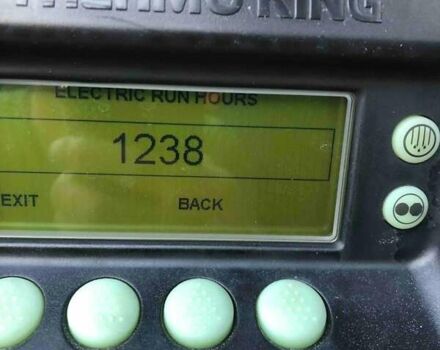 THERMO KING
ELECTRIC RUN HOURS
1238
EXIT BACK